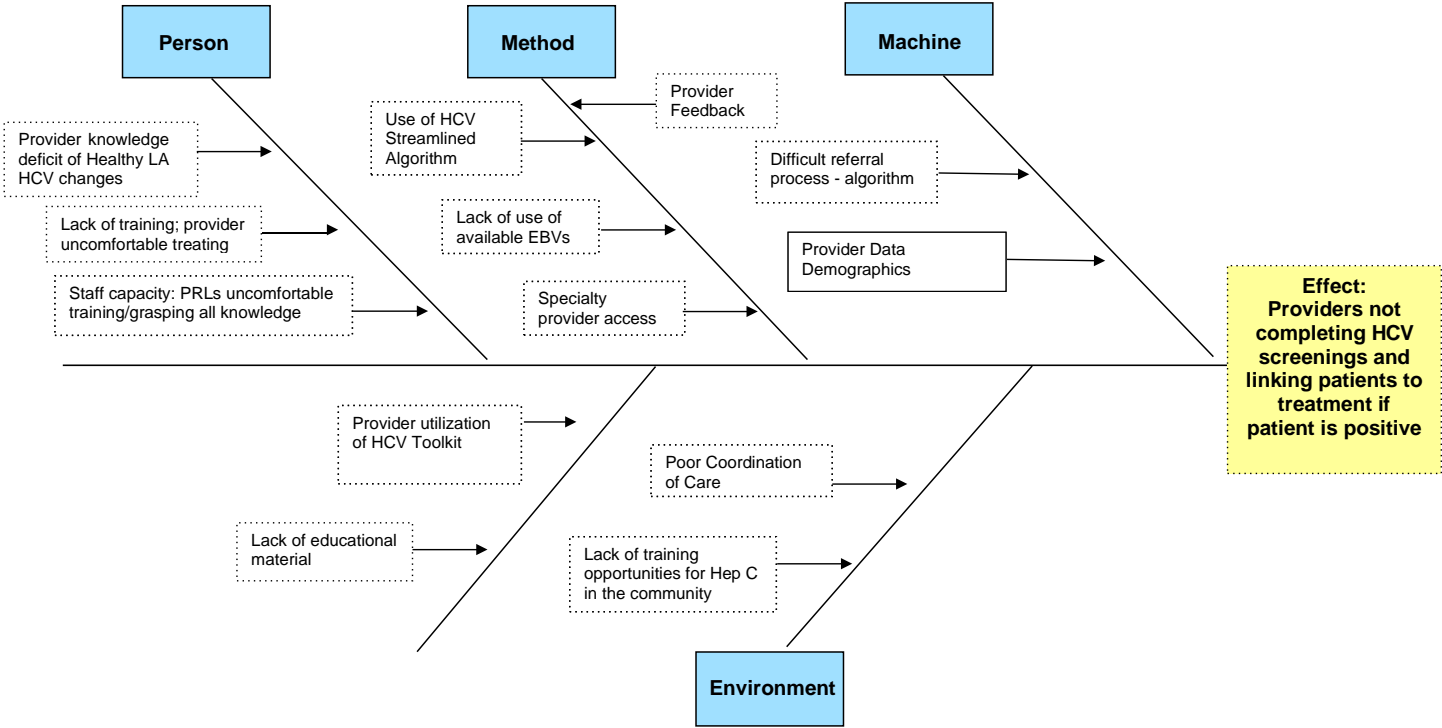 Person
Method
Machine
Provider knowledge
deficit of Healthy LA
HCV changes
Lack of training; provider
uncomfortable treating
Staff capacity: PRLs uncomfortable
training/grasping all knowledge
Provider
Feedback
Use of HCV
Streamlined
Algorithm
Lack of use of
available EBVs
Specialty
provider access
Difficult referral
process - algorithm
Provider Data
Demographics
Effect:
Providers not
completing HCV
screenings and
linking patients to
treatment if
patient is positive
Provider utilization
of HCV Toolkit
Lack of educational
material
Poor Coordination
of Care
Lack of training
opportunities for Hep C
in the community
Environment